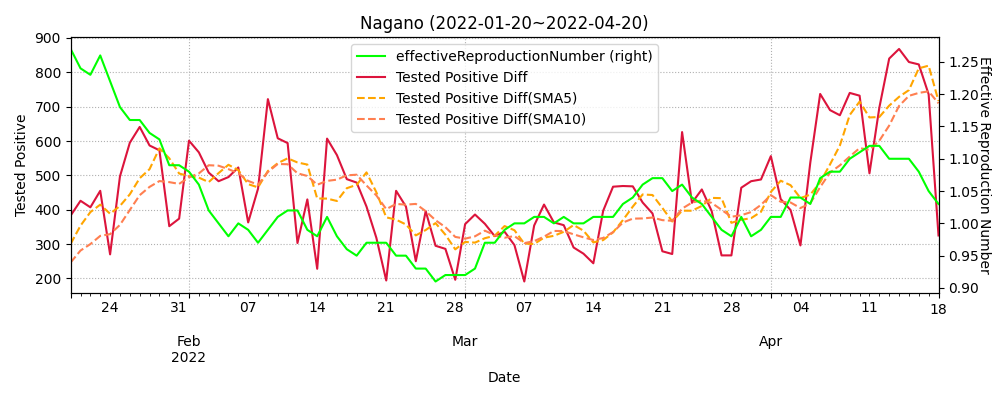 Nagano (2022-01-20~2022-04-20)
effectiveReproductionNumber (right)
Tested Positive Diff
Tested Positive Diff(SMA5)
Tested Positive Diff(SMA10)
Tested Positive
900
800
700
600
500
400
300
200
1.25
1.20
1.15
1.10
1.05
1.00
0.95
0.90
Effective Reproduction Number
24 31 07 14 21 28 07 14 21 28 04 11 18
Feb Mar Apr
2022
Date